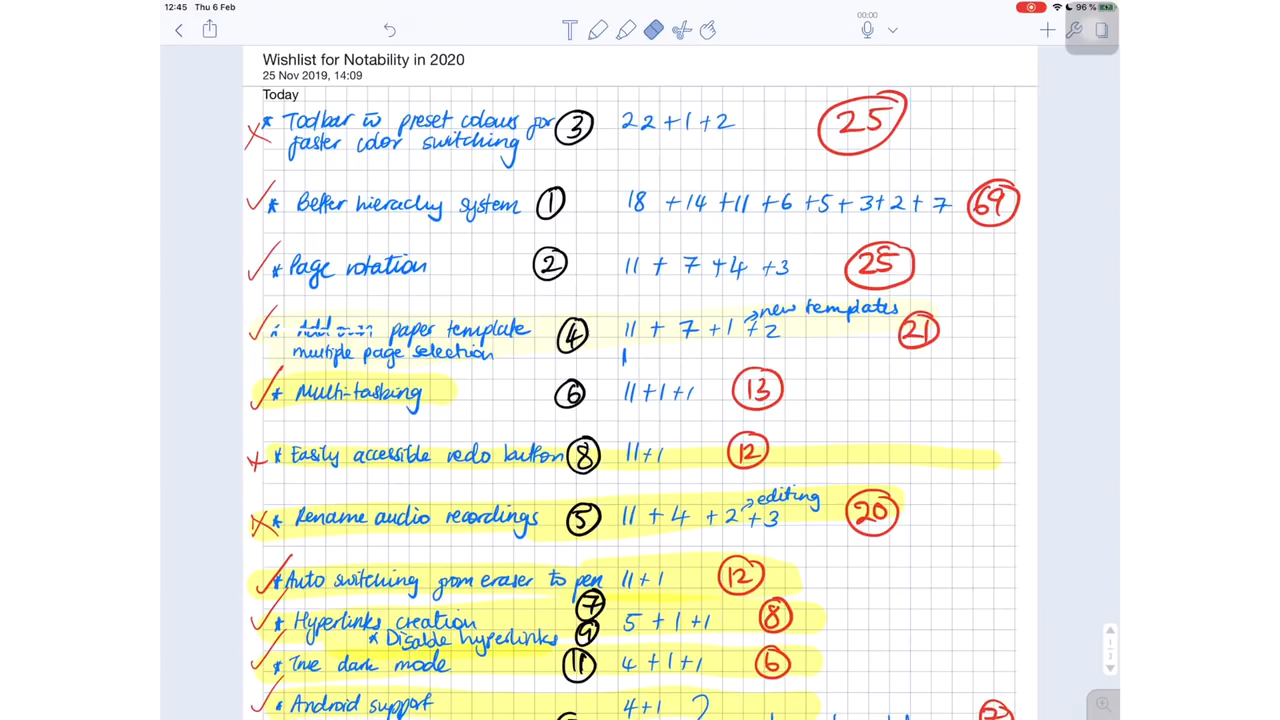 12:45 Thu 6 Feb 96 %
00:00
Wishlist for Notability in 2020
25 Nov 2019, 14:09
Today
* Toolbar w preset colours for ③ 22 +1 +2 25
faster color switching
* Better hierachy system ① 18 +14 +11 +6 +5 +3 +2 + 7 69
* Page rotation ② 11 + 7 +4 +3 25
new templates
paper template ④ 11 + 7 +1 +2 21
multiple page selection
* Multi-tasking ⑥ 11 +1 +1 13
* Easily accessible redo button ⑧ 11 +1 12
editing
* Rename audio recordings ⑤ 11 + 4 + 2 +3 20
* Auto switching from eraser to pen 11 +1 12
⑦
* Hyperlinks creation 5 + 1 +1 8
* Disable hyperlinks ⑨
* True dark mode ⑪ 4 +1 +1 6
* Android support 4 +1 ?